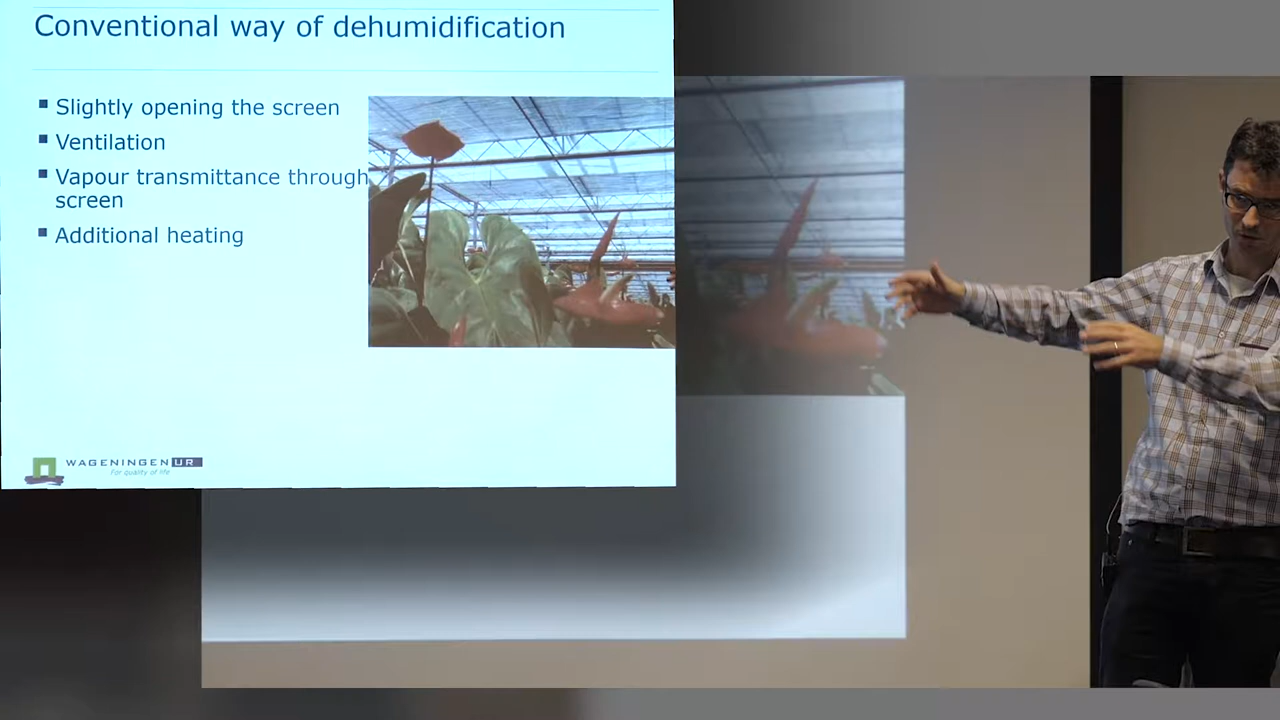 Conventional way of dehumidification
Slightly opening the screen
Ventilation
Vapour transmittance through
screen
Additional heating
WAGENINGEN UR
For quality of life